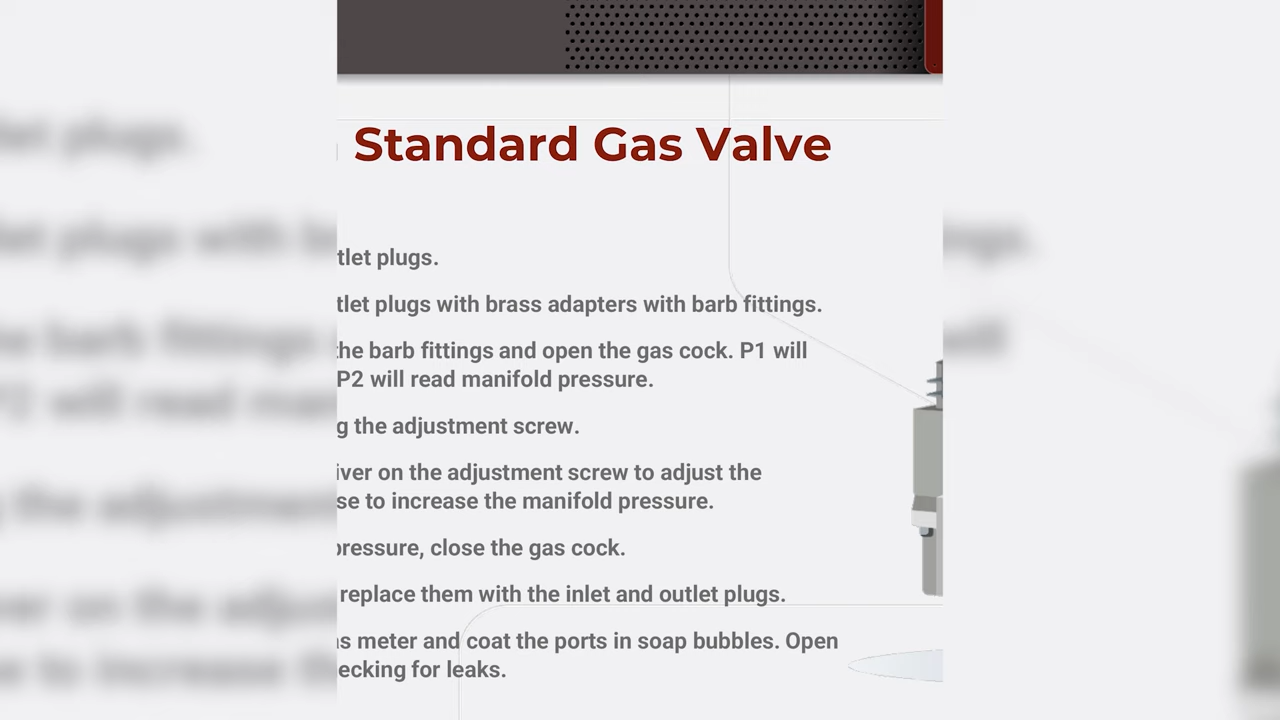 Standard Gas Valve
tlet plugs.
tlet plugs with brass adapters with barb fittings.
the barb fittings and open the gas cock. P1 will
P2 will read manifold pressure.
g the adjustment screw.
iver on the adjustment screw to adjust the
se to increase the manifold pressure.
pressure, close the gas cock.
replace them with the inlet and outlet plugs.
as meter and coat the ports in soap bubbles. Open
ecking for leaks.